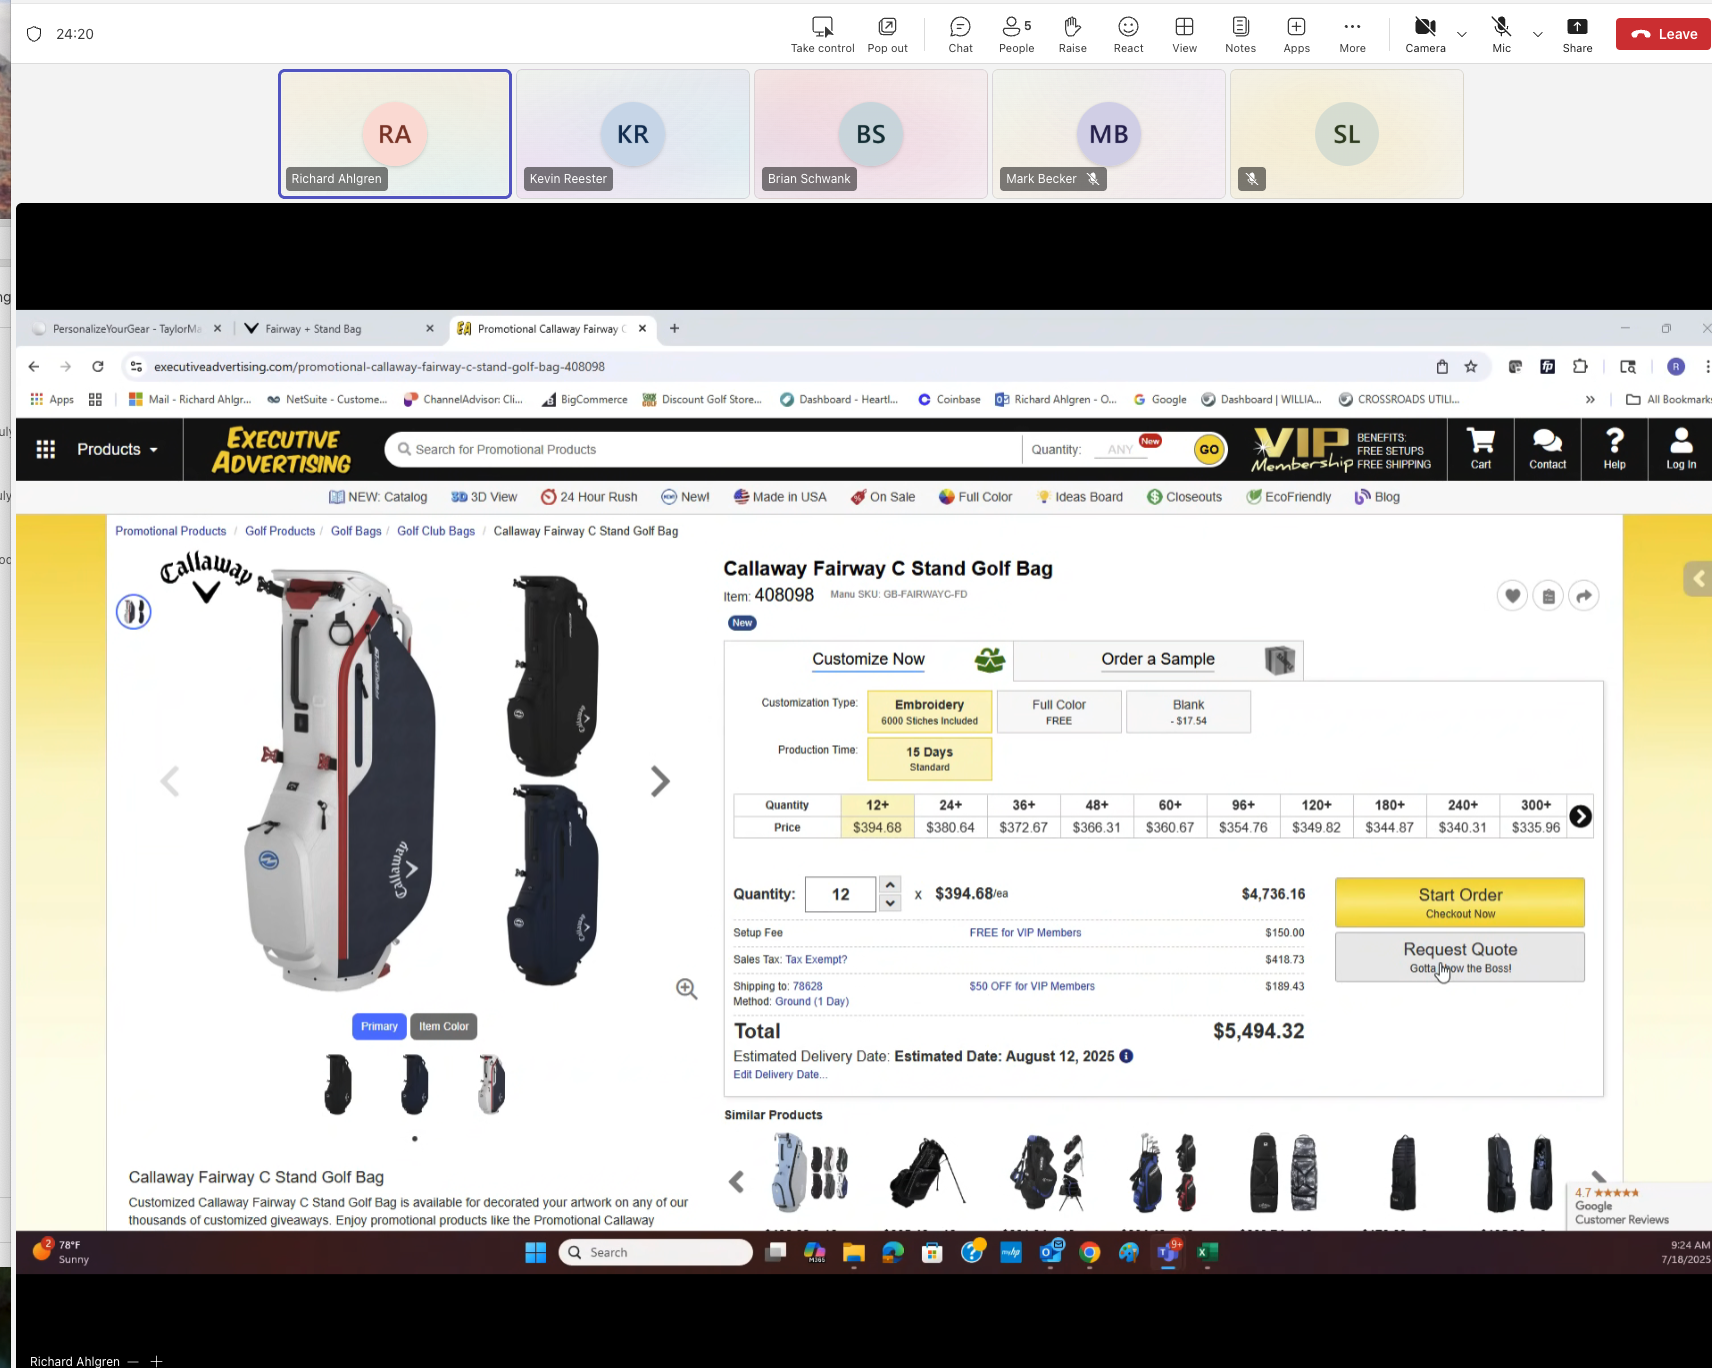 24:20
Take control
Pop out
Chat
5
People
Raise
React
View
Notes
Apps
More
Camera
Mic
Share
Leave
RA
Richard Ahlgren
KR
Kevin Reester
BS
Brian Schwank
MB
Mark Becker
SL
PersonalizeYourGear - TaylorMa
Fairway + Stand Bag
Promotional Callaway Fairway C
executiveadvertising.com/promotional-callaway-fairway-c-stand-golf-bag-408098
R
Apps
Mail - Richard Ahlgr...
NetSuite - Custome...
ChannelAdvisor: Cli...
BigCommerce
Discount Golf Store...
Dashboard - Heartl...
Coinbase
Richard Ahlgren - O...
Google
Dashboard | WILLIA...
CROSSROADS UTILI...
All Bookmarks
Products
EXECUTIVE
ADVERTISING
Search for Promotional Products
Quantity:
ANY
New
GO
VIP
Membership
BENEFITS:
FREE SETUPS
FREE SHIPPING
Cart
Contact
Help
Log In
NEW: Catalog
3D View
24 Hour Rush
New!
Made in USA
On Sale
Full Color
Ideas Board
Closeouts
EcoFriendly
Blog
Promotional Products / Golf Products / Golf Bags / Golf Club Bags / Callaway Fairway C Stand Golf Bag
Callaway
Callaway
Callaway Fairway C Stand Golf Bag
Item: 408098
Manu SKU: GB-FAIRWAYC-FD
New
Customize Now
Order a Sample
Customization Type:
Embroidery
6000 Stiches Included
Full Color
FREE
Blank
- $17.54
Production Time:
15 Days
Standard
Quantity 12+ 24+ 36+ 48+ 60+ 96+ 120+ 180+ 240+ 300+
Price $394.68 $380.64 $372.67 $366.31 $360.67 $354.76 $349.82 $344.87 $340.31 $335.96
Quantity: 12 x $394.68/ea $4,736.16
Setup Fee FREE for VIP Members $150.00
Sales Tax: Tax Exempt? $418.73
Shipping to: 78628 $50 OFF for VIP Members $189.43
Method: Ground (1 Day)
Total $5,494.32
Estimated Delivery Date: Estimated Date: August 12, 2025
Edit Delivery Date...
Start Order
Checkout Now
Request Quote
the Boss!
Primary
Item Color
Similar Products
Callaway Fairway C Stand Golf Bag
Customized Callaway Fairway C Stand Golf Bag is available for decorated your artwork on any of our
thousands of customized giveaways. Enjoy promotional products like the Promotional Callaway
4.7
Google
Customer Reviews
2
78°F
Sunny
Search
M365
9+
9:24 AM
7/18/2025
Richard Ahlgren